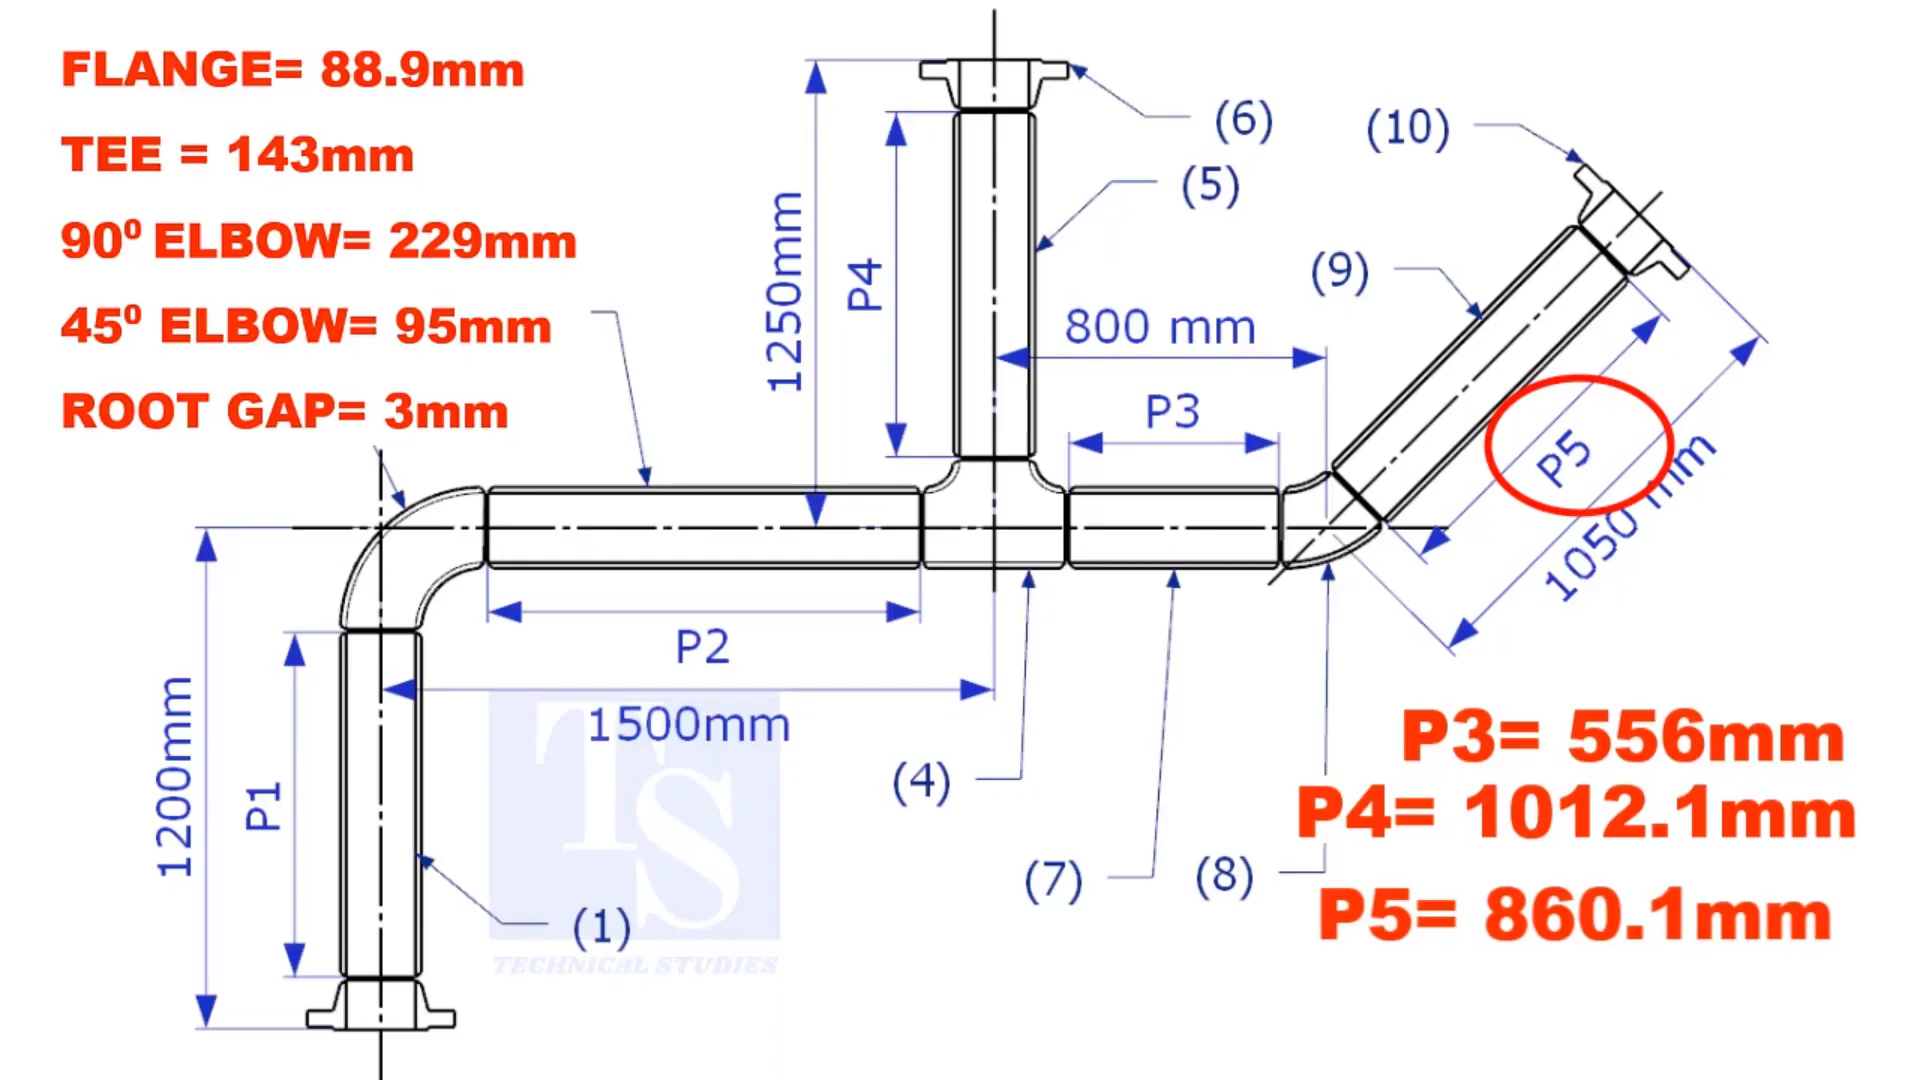 FLANGE= 88.9mm
TEE = 143mm
90⁰ ELBOW= 229mm
45⁰ ELBOW= 95mm
ROOT GAP= 3mm
(6)
(10)
(5)
(9)
1250mm
P4
800 mm
P3
P5
1050 mm
P2
1500mm
1200mm
P1
(4)
(7)
(8)
(1)
TS
TECHNICAL STUDIES
P3= 556mm
P4= 1012.1mm
P5= 860.1mm